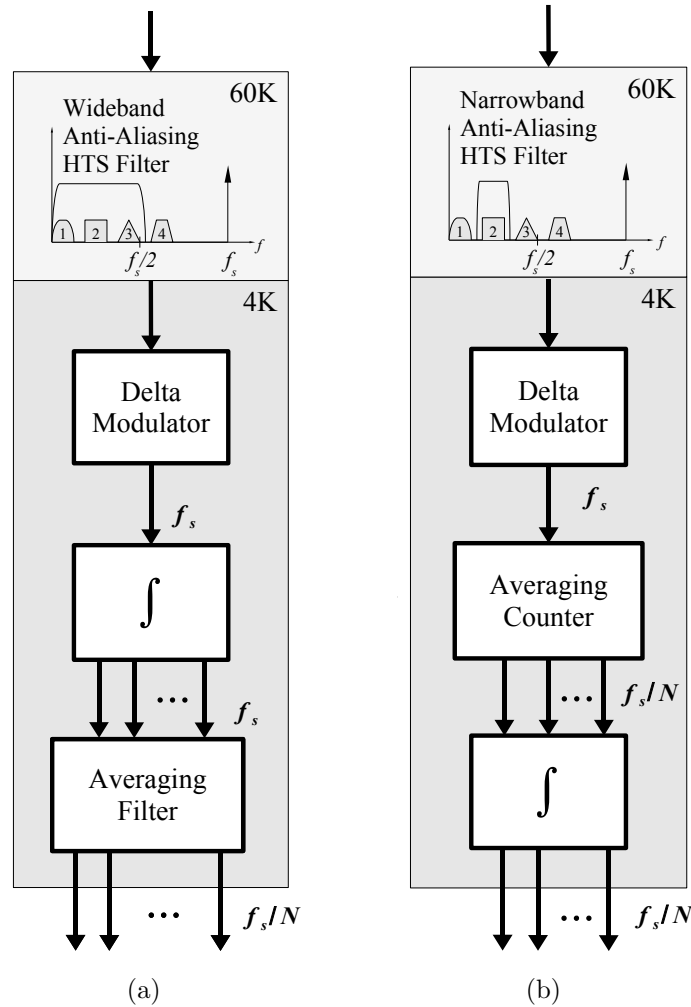 60K
Wideband
Anti-Aliasing
HTS Filter
1 2 3 4
f
f_s/2
f_s
4K
Delta
Modulator
f_s
∫
...
f_s
Averaging
Filter
...
f_s/N
(a)
60K
Narrowband
Anti-Aliasing
HTS Filter
1 2 3 4
f
f_s/2
f_s
4K
Delta
Modulator
f_s
Averaging
Counter
...
f_s/N
∫
...
f_s/N
(b)